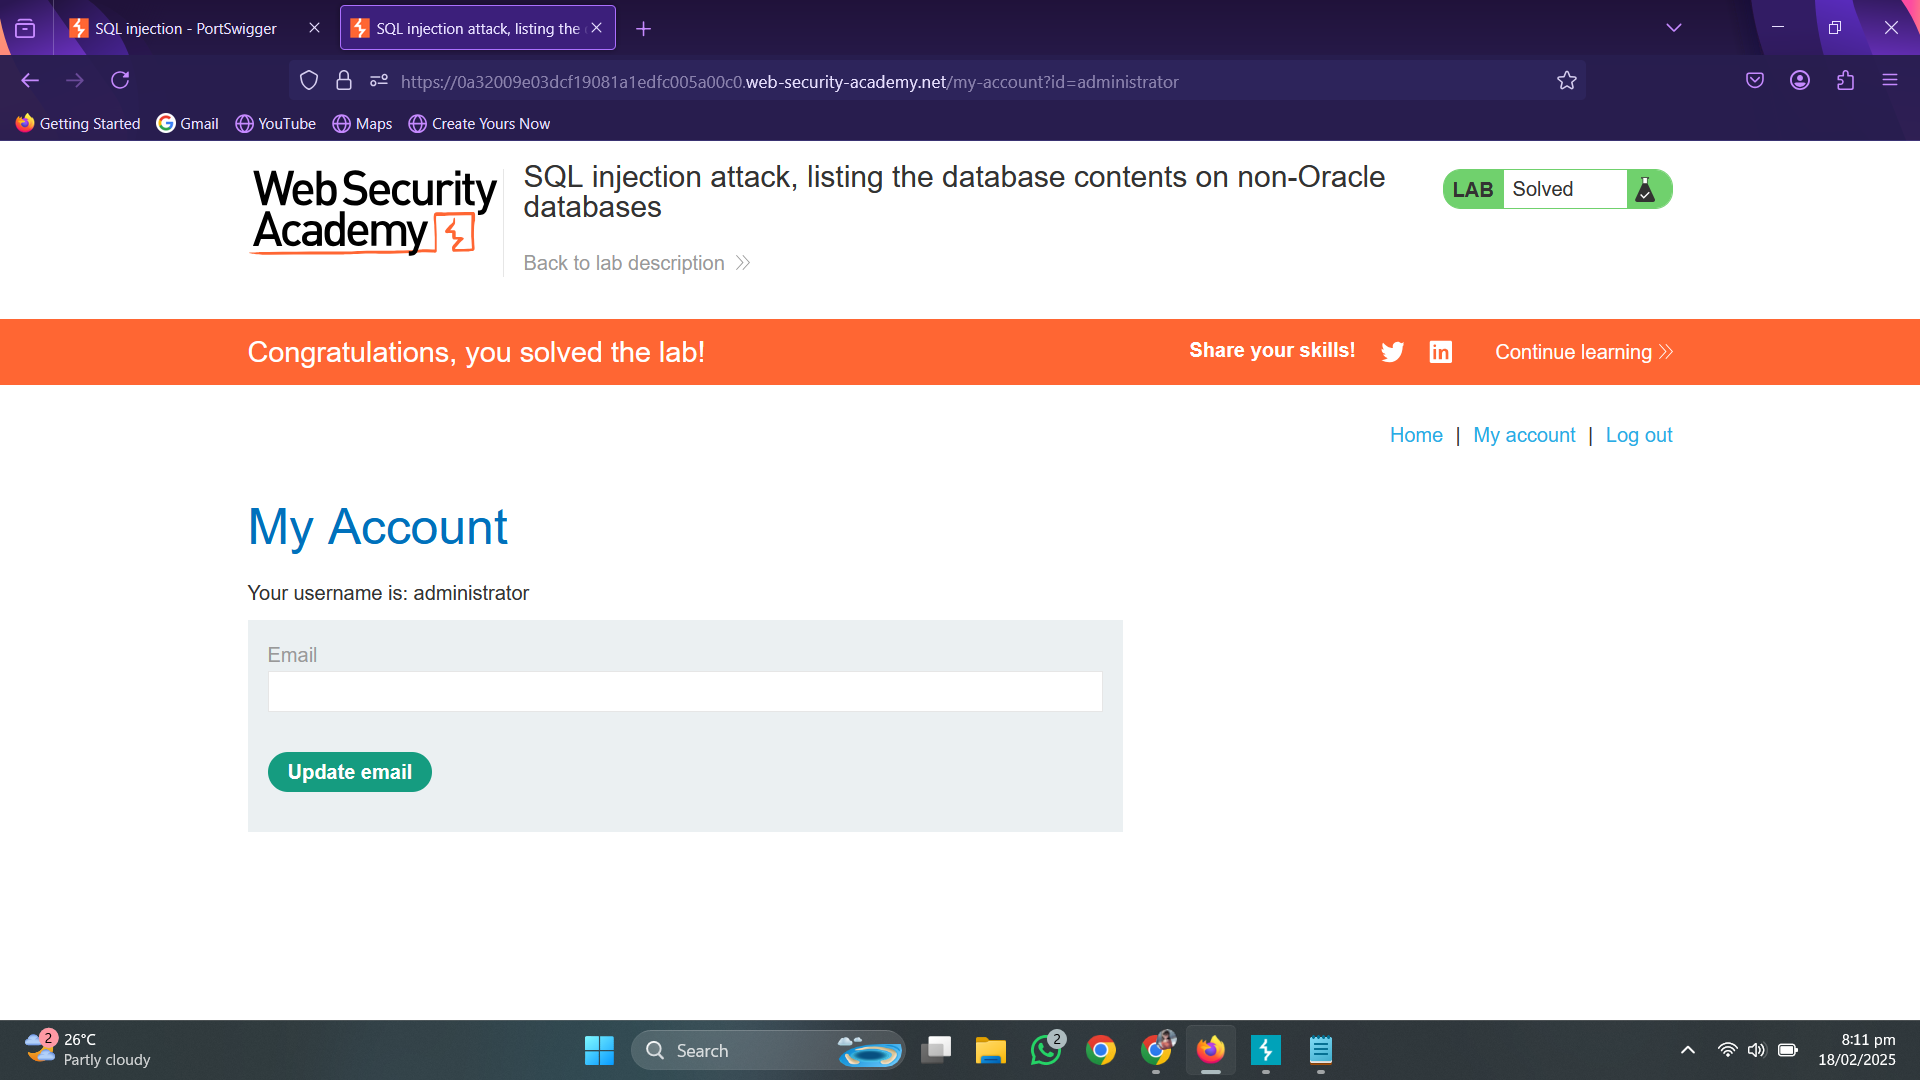 SQL injection - PortSwigger
SQL injection attack, listing the
https://0a32009e03dcf19081a1edfc005a00c0.web-security-academy.net/my-account?id=administrator
Getting Started
Gmail
YouTube
Maps
Create Yours Now
WebSecurity
Academy
SQL injection attack, listing the database contents on non-Oracle
databases
Back to lab description
LAB Solved
Congratulations, you solved the lab!
Share your skills!
Continue learning
Home | My account | Log out
My Account
Your username is: administrator
Email
Update email
2
26°C
Partly cloudy
Search
2
8:11 pm
18/02/2025